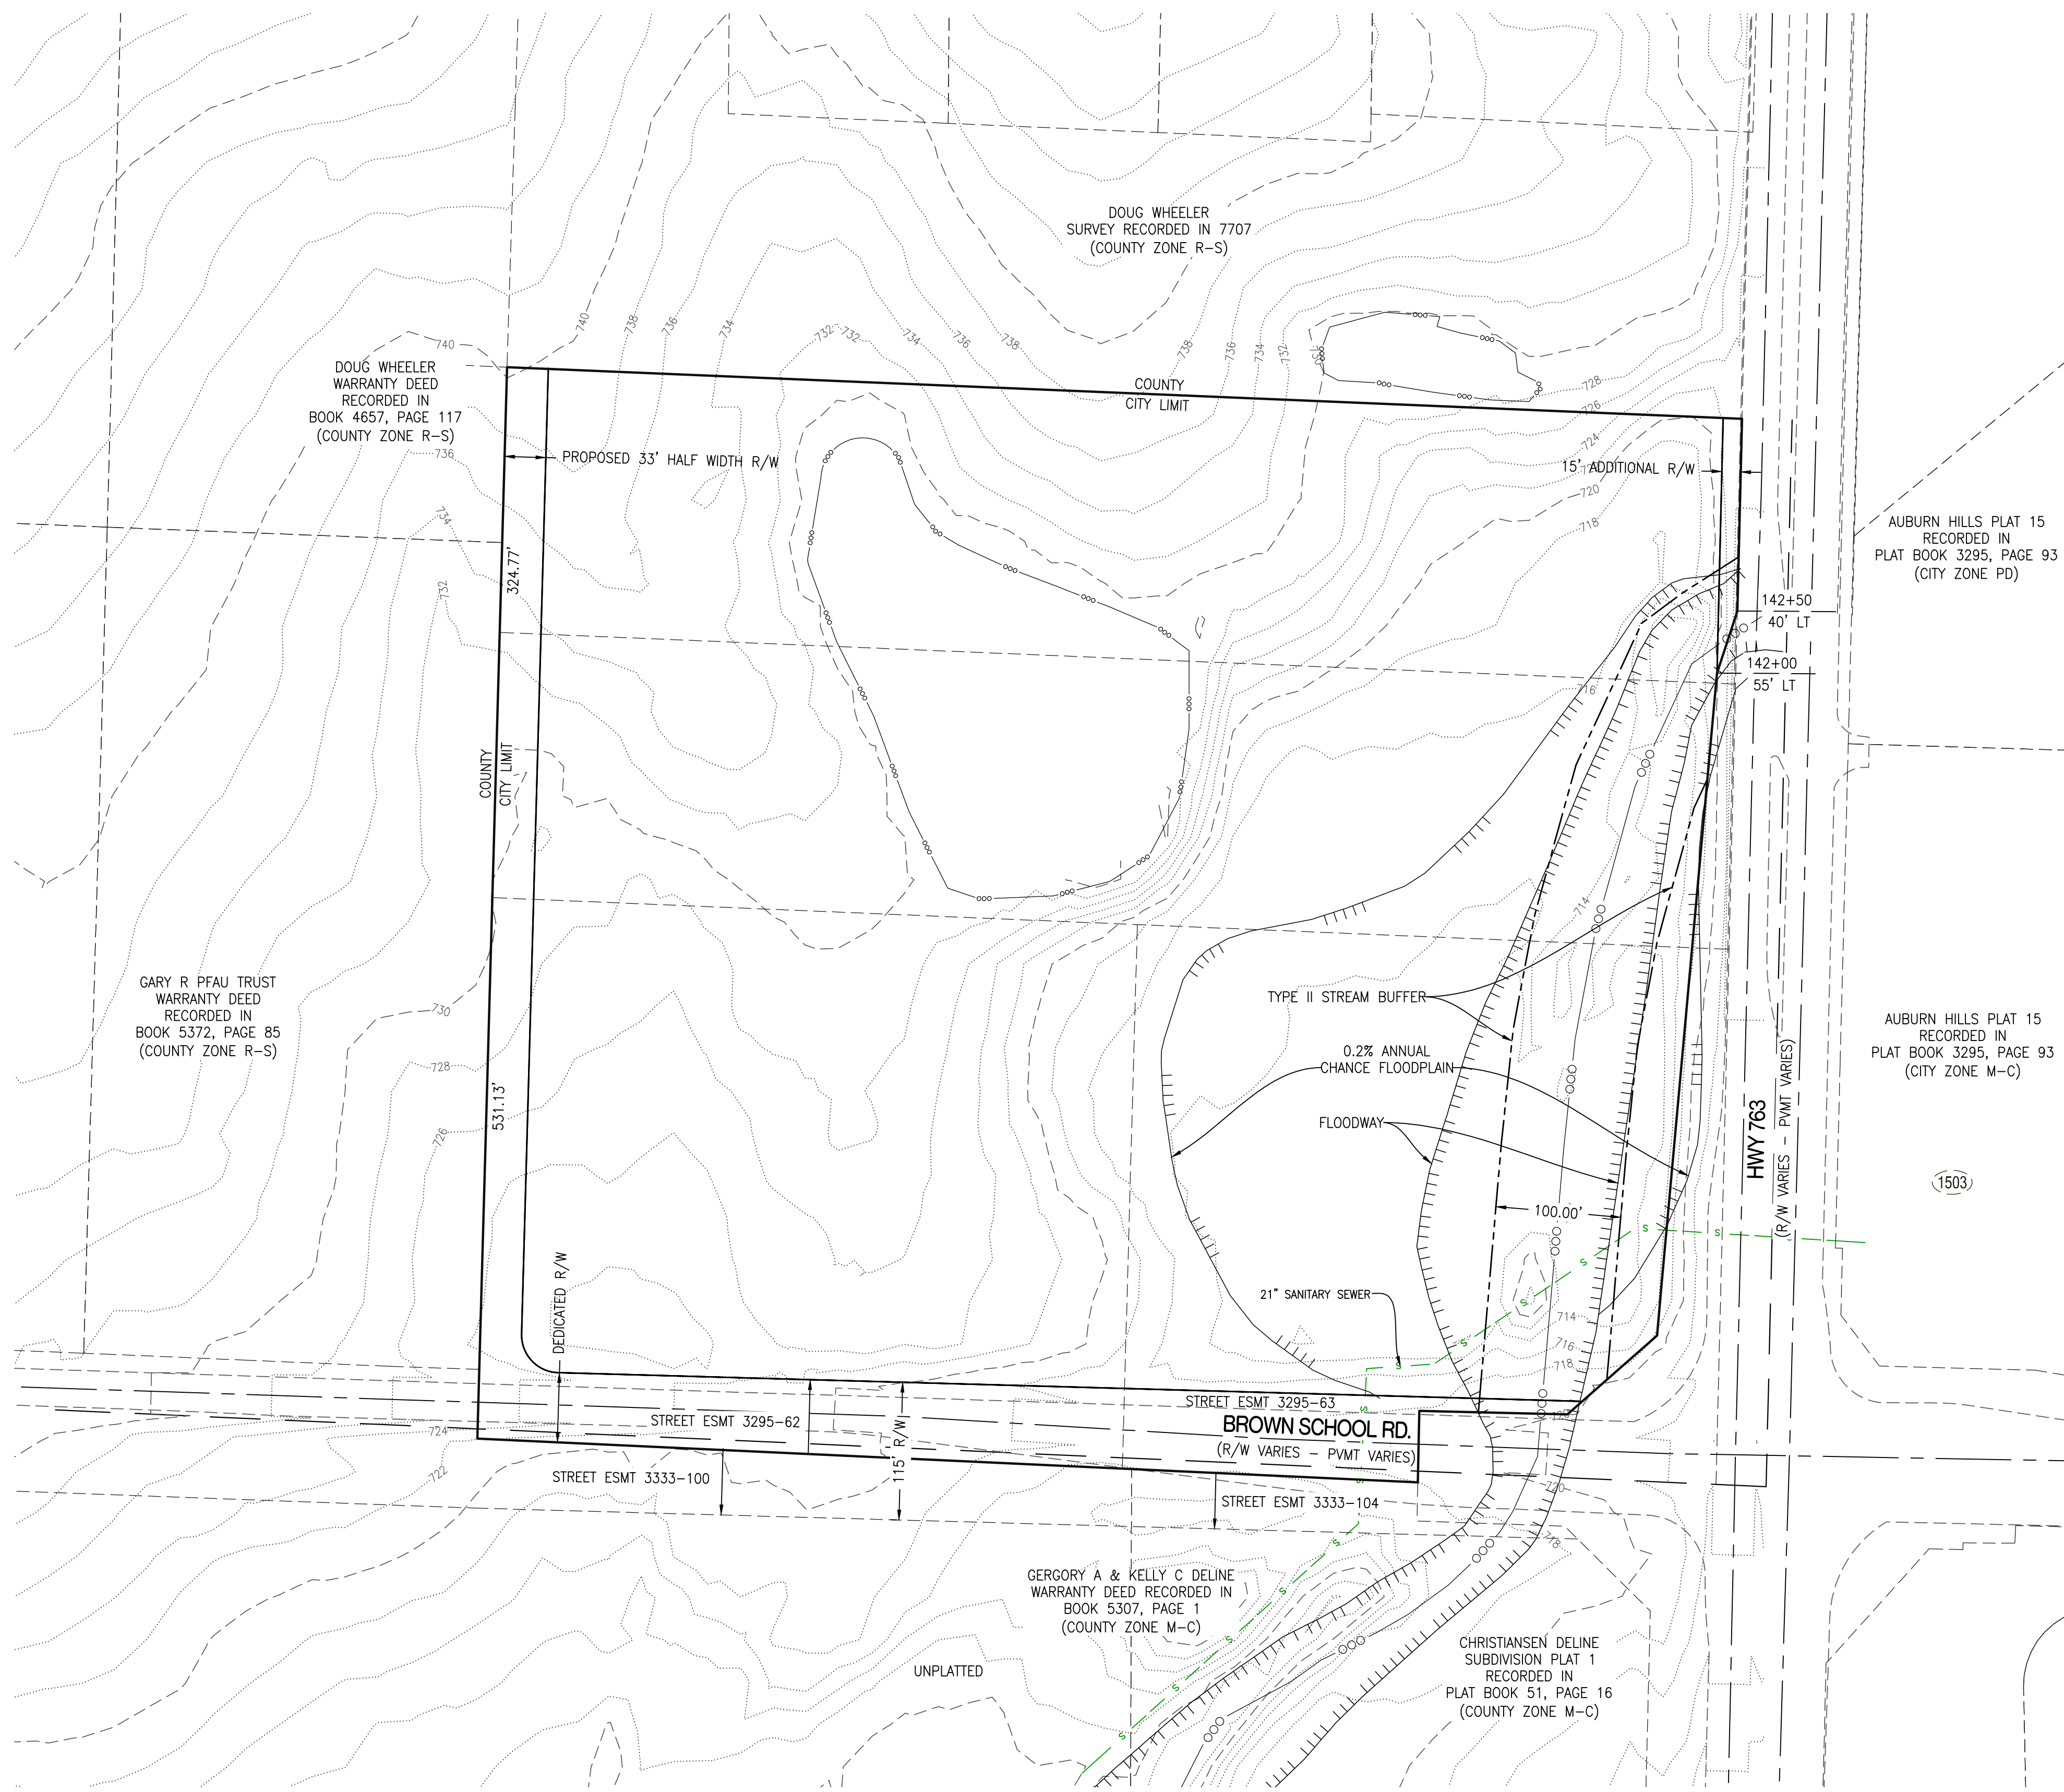 DOUG WHEELER
SURVEY RECORDED IN 7707
(COUNTY ZONE R-S)
740
740
738
736
734
732
732
734
736
738
738
736
734
732
728
726
724
720
718
DOUG WHEELER
WARRANTY DEED
RECORDED IN
BOOK 4657, PAGE 117
(COUNTY ZONE R-S)
736
734
732
COUNTY
CITY LIMIT
PROPOSED 33' HALF WIDTH R/W
15' ADDITIONAL R/W
324.77'
AUBURN HILLS PLAT 15
RECORDED IN
PLAT BOOK 3295, PAGE 93
(CITY ZONE PD)
142+50
40' LT
142+00
55' LT
716
714
COUNTY
CITY LIMIT
GARY R PFAU TRUST
WARRANTY DEED
RECORDED IN
BOOK 5372, PAGE 85
(COUNTY ZONE R-S)
730
728
726
531.13'
TYPE II STREAM BUFFER
0.2% ANNUAL
CHANCE FLOODPLAIN
FLOODWAY
100.00'
HWY 763
(R/W VARIES - PVMT VARIES)
AUBURN HILLS PLAT 15
RECORDED IN
PLAT BOOK 3295, PAGE 93
(CITY ZONE M-C)
1503
DEDICATED R/W
21" SANITARY SEWER
S S S S S S S
714
716
718
720
STREET ESMT 3295-63
STREET ESMT 3295-62
BROWN SCHOOL RD.
(R/W VARIES - PVMT VARIES)
115' R/W
724
722
STREET ESMT 3333-100
STREET ESMT 3333-104
720
718
S S S S S S S
GERGORY A & KELLY C DELINE
WARRANTY DEED RECORDED IN
BOOK 5307, PAGE 1
(COUNTY ZONE M-C)
UNPLATTED
CHRISTIANSEN DELINE
SUBDIVISION PLAT 1
RECORDED IN
PLAT BOOK 51, PAGE 16
(COUNTY ZONE M-C)